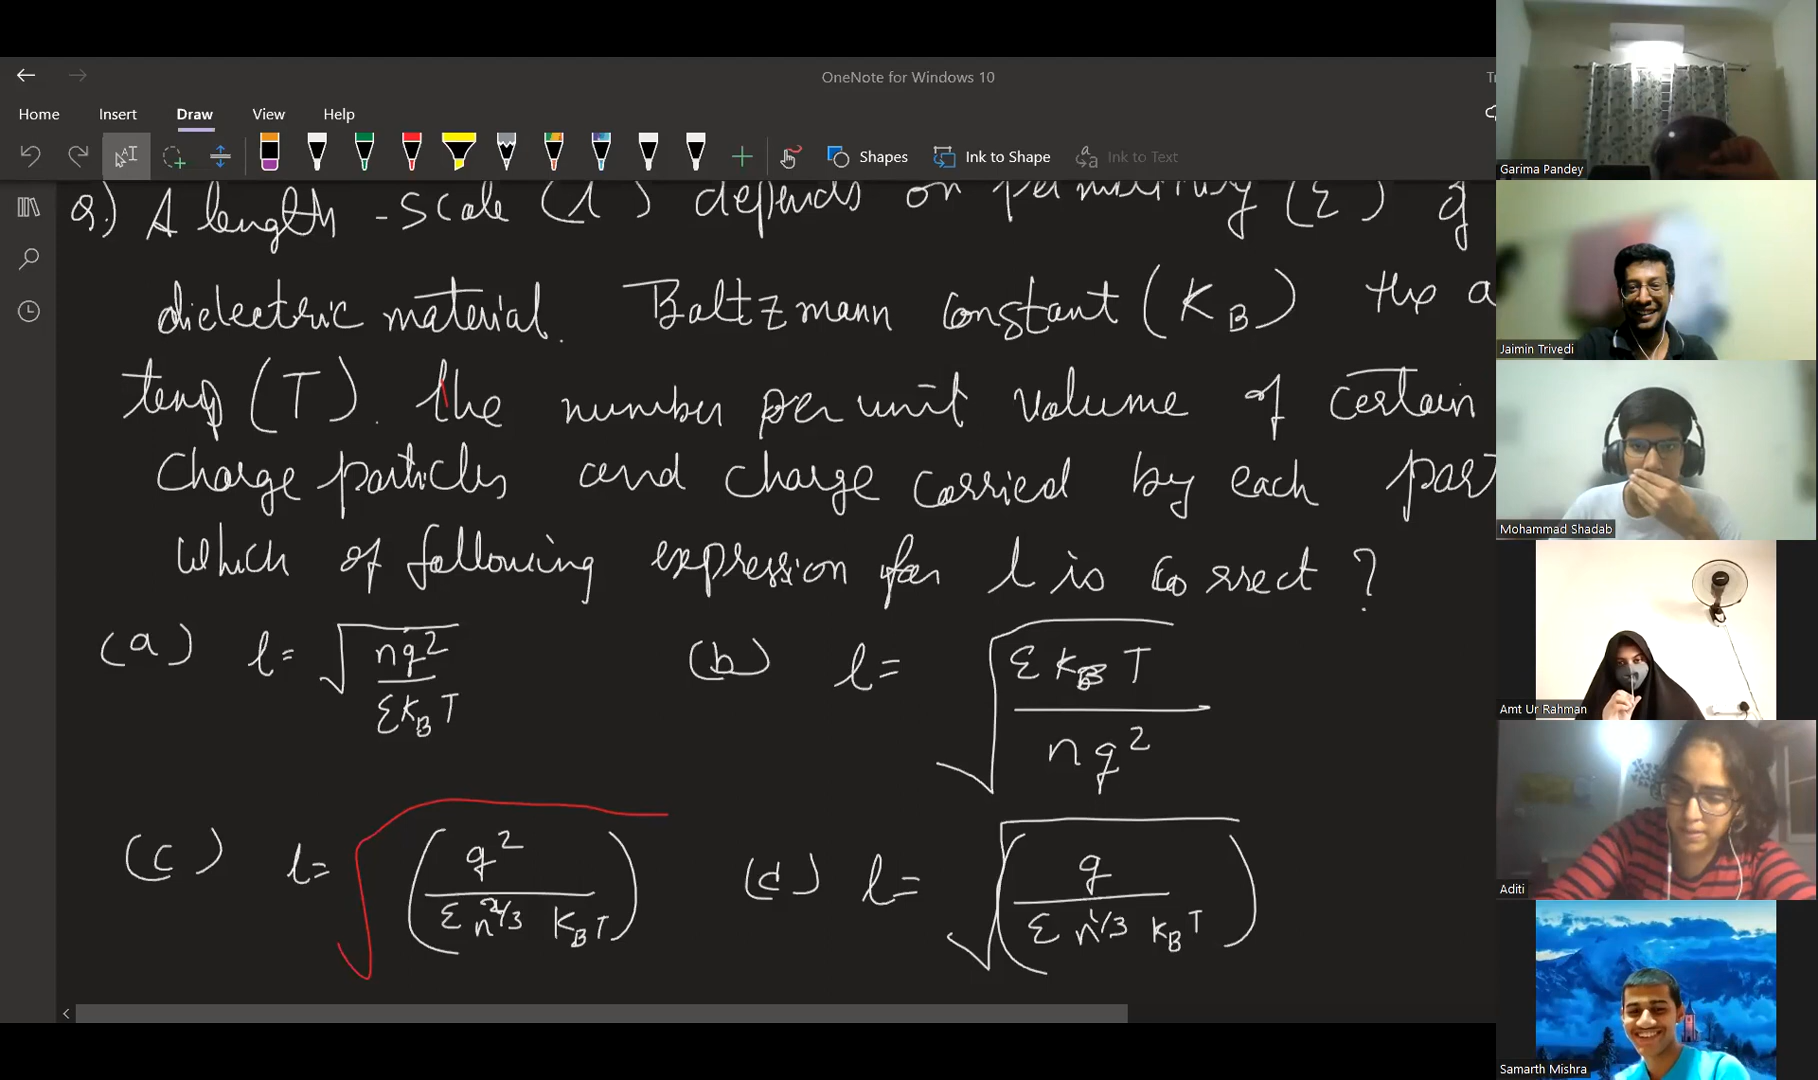 OneNote for Windows 10
Home Insert Draw View Help
Shapes Ink to Shape Ink to Text
Q.) A length - scale (l) depends on permittivity (ε) of
dielectric material. Boltzmann constant (KB) the a
temp (T). the number per unit volume of certain
charge particles and charge carried by each part
which of following expression for l is correct ?
(a) l = √(nq²/εKBT) (b) l = √(εKBT/nq²)
(c) l = √(q²/(εn^2/3 KBT)) (d) l = √(q/(εn^1/3 KBT))
Garima Pandey
Jaimin Trivedi
Mohammad Shadab
Amt Ur Rahman
Aditi
Samarth Mishra